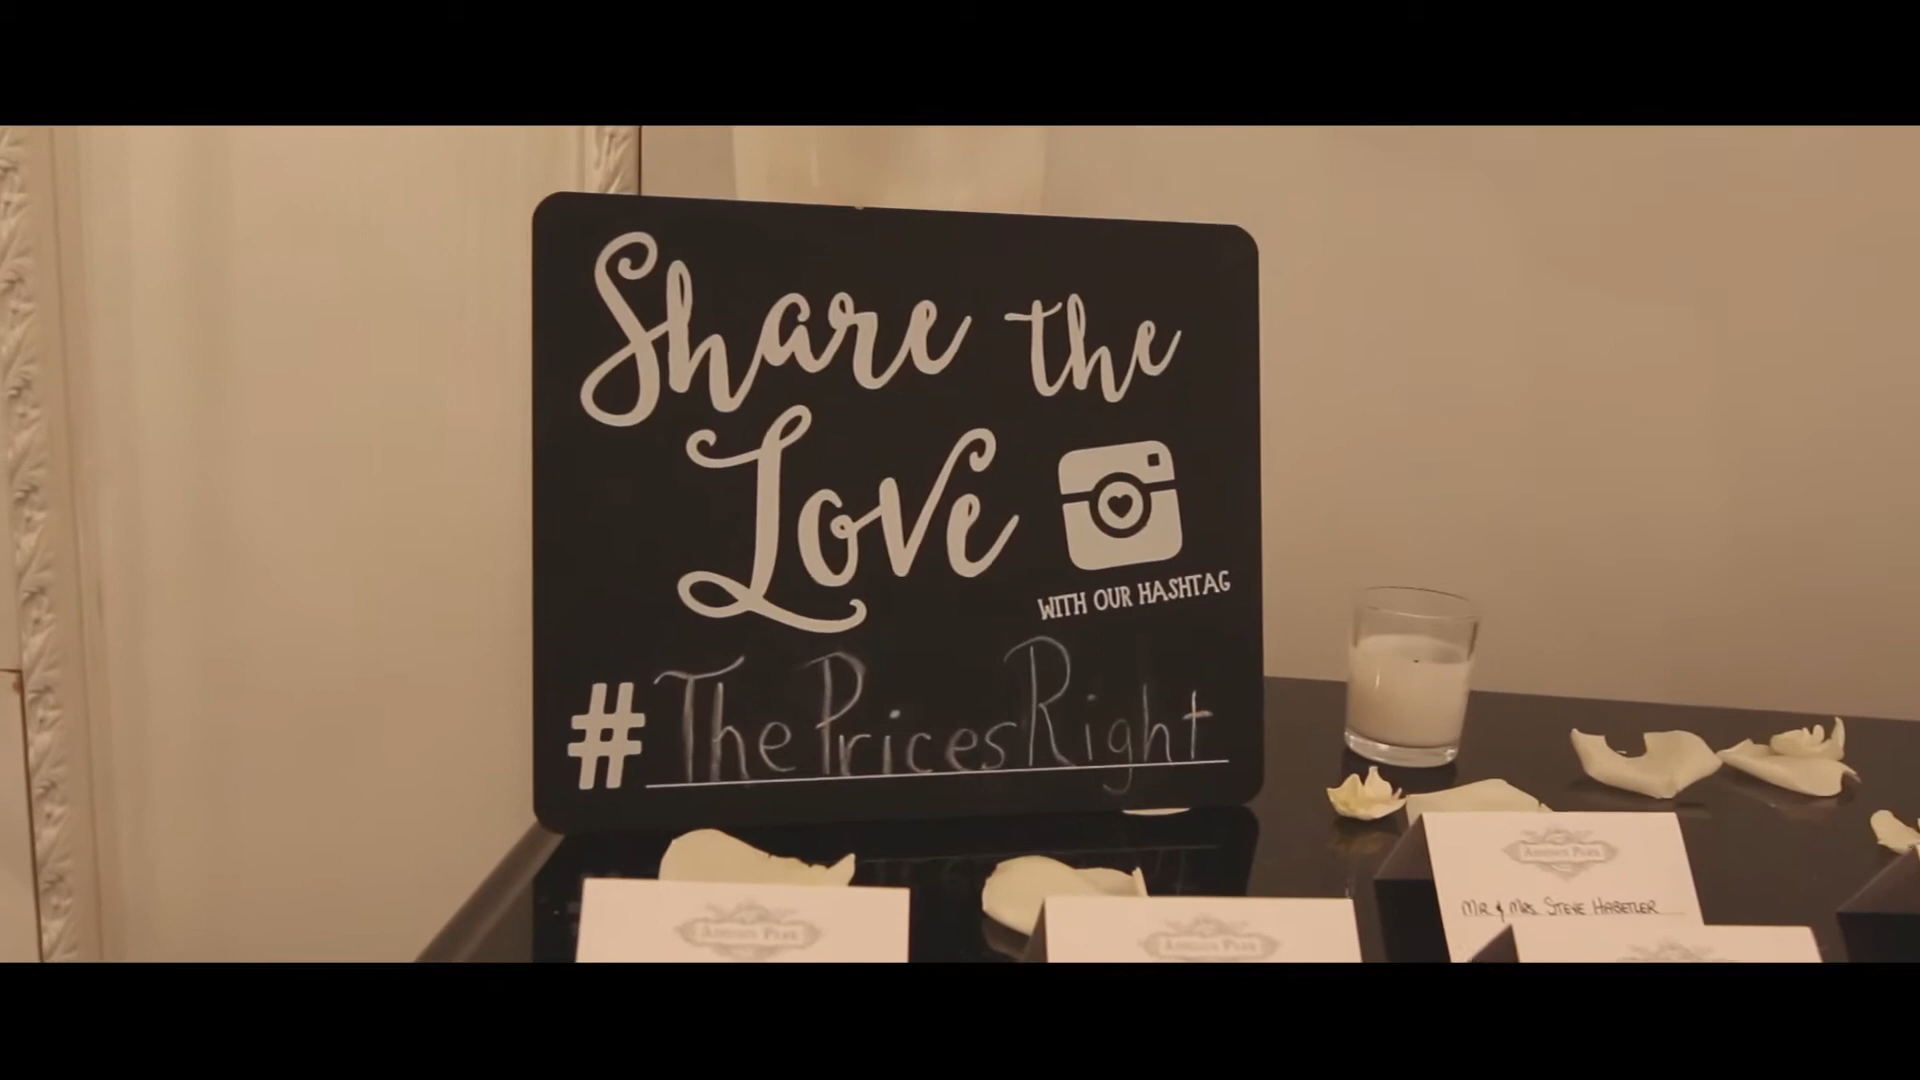 Share the
Love
WITH OUR HASHTAG
#ThePricesRight
MR & MRS. STEVE HABETLER